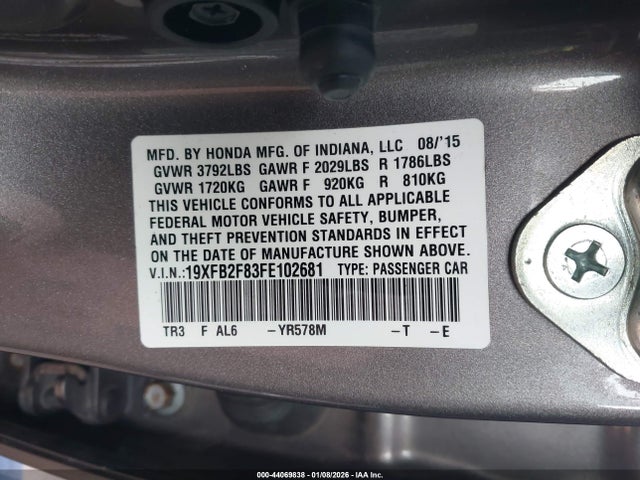 MFD. BY HONDA MFG. OF INDIANA, LLC 08/'15
GVWR 3792LBS GAWR F 2029LBS R 1786LBS
GVWR 1720KG GAWR F 920KG R 810KG
THIS VEHICLE CONFORMS TO ALL APPLICABLE
FEDERAL MOTOR VEHICLE SAFETY, BUMPER,
AND THEFT PREVENTION STANDARDS IN EFFECT
ON THE DATE OF MANUFACTURE SHOWN ABOVE.
V.I.N.:19XFB2F83FE102681 TYPE: PASSENGER CAR
TR3 F AL6 -YR578M -T -E
000-44069838 - 01/08/2026 - IAA, Inc.